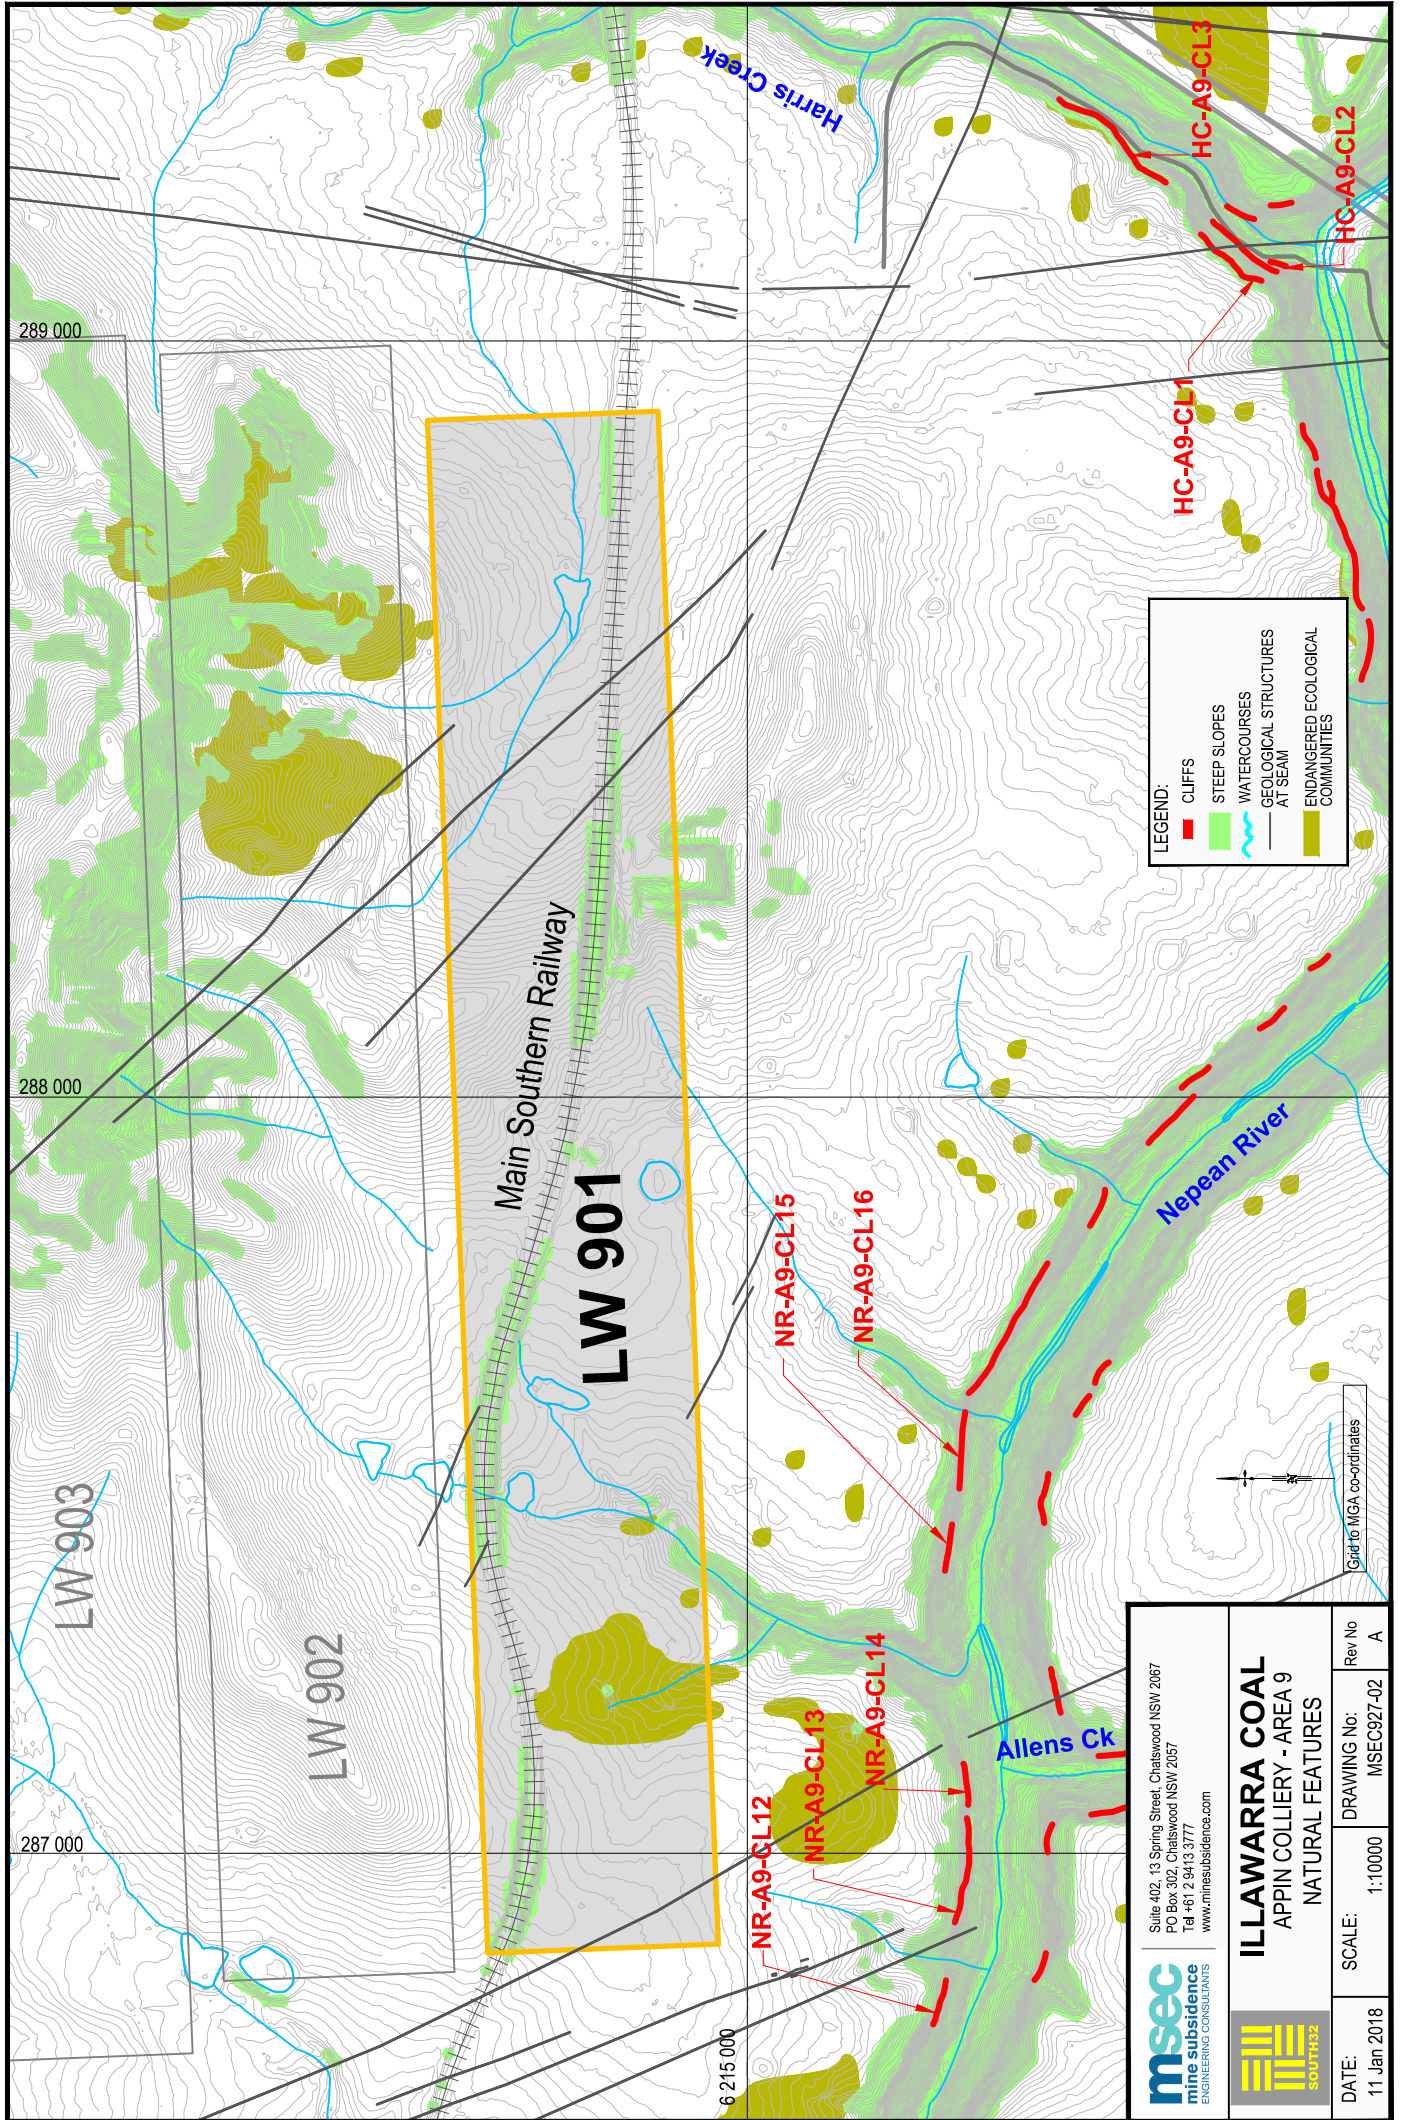 289 000
288 000
287 000
6 215 000
LW 903
LW 902
LW 901
Main Southern Railway
Harris Creek
Nepean River
Allens Ck
HC-A9-CL3
HC-A9-CL2
HC-A9-CL1
NR-A9-CL15
NR-A9-CL16
NR-A9-CL14
NR-A9-CL13
NR-A9-CL12
LEGEND:
CLIFFS
STEEP SLOPES
WATERCOURSES
GEOLOGICAL STRUCTURES
AT SEAM
ENDANGERED ECOLOGICAL
COMMUNITIES
N
Grid to MGA co-ordinates
msec
mine subsidence
ENGINEERING CONSULTANTS
Suite 402, 13 Spring Street, Chatswood NSW 2067
PO Box 302, Chatswood NSW 2057
Tel +61 2 9413 3777
www.minesubsidence.com
SOUTH32
ILLAWARRA COAL
APPIN COLLIERY - AREA 9
NATURAL FEATURES
DATE:
11 Jan 2018
SCALE:
1:10000
DRAWING No:
MSEC927-02
Rev No
A